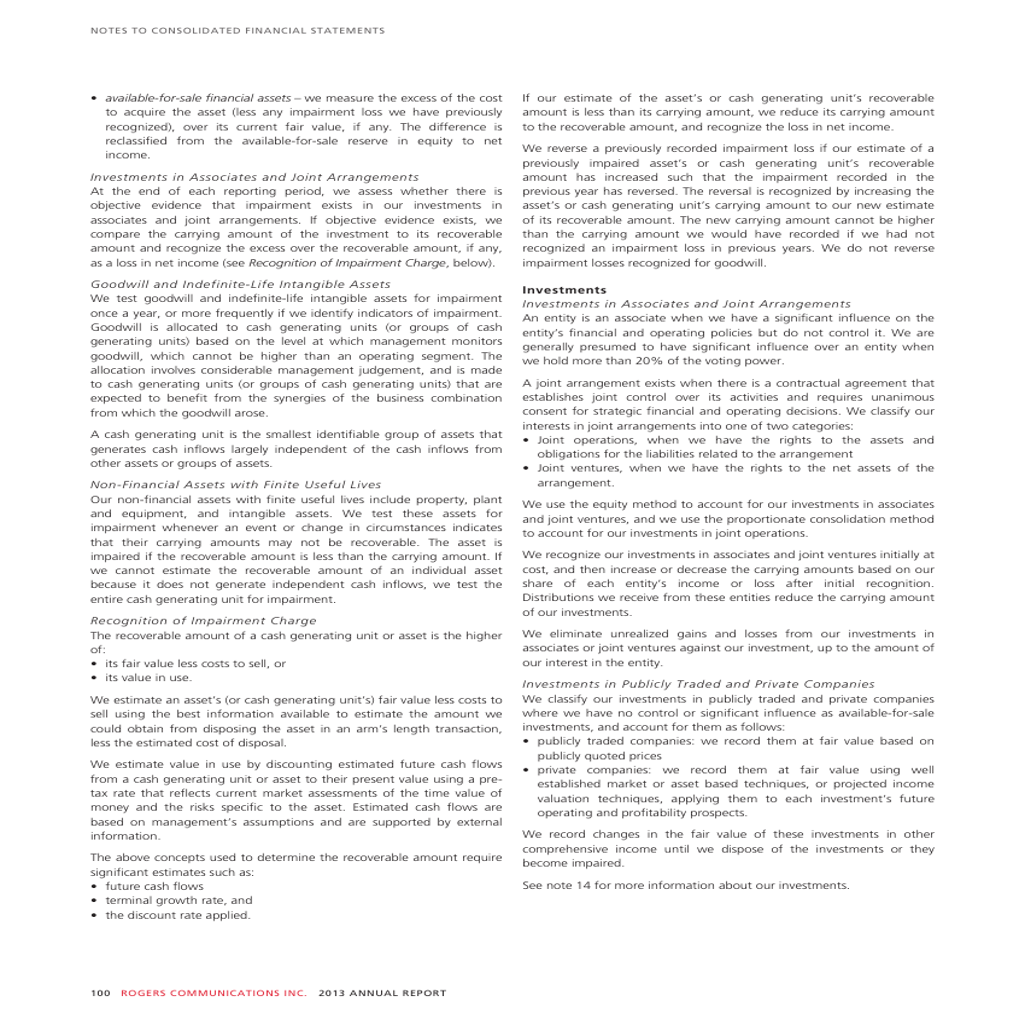 NOTES TO CONSOLIDATED FINANCIAL STATEMENTS
• available-for-sale financial assets – we measure the excess of the cost
to acquire the asset (less any impairment loss we have previously
recognized), over its current fair value, if any. The difference is
reclassified from the available-for-sale reserve in equity to net
income.
Investments in Associates and Joint Arrangements
At the end of each reporting period, we assess whether there is
objective evidence that impairment exists in our investments in
associates and joint arrangements. If objective evidence exists, we
compare the carrying amount of the investment to its recoverable
amount and recognize the excess over the recoverable amount, if any,
as a loss in net income (see Recognition of Impairment Charge, below).
Goodwill and Indefinite-Life Intangible Assets
We test goodwill and indefinite-life intangible assets for impairment
once a year, or more frequently if we identify indicators of impairment.
Goodwill is allocated to cash generating units (or groups of cash
generating units) based on the level at which management monitors
goodwill, which cannot be higher than an operating segment. The
allocation involves considerable management judgement, and is made
to cash generating units (or groups of cash generating units) that are
expected to benefit from the synergies of the business combination
from which the goodwill arose.
A cash generating unit is the smallest identifiable group of assets that
generates cash inflows largely independent of the cash inflows from
other assets or groups of assets.
Non-Financial Assets with Finite Useful Lives
Our non-financial assets with finite useful lives include property, plant
and equipment, and intangible assets. We test these assets for
impairment whenever an event or change in circumstances indicates
that their carrying amounts may not be recoverable. The asset is
impaired if the recoverable amount is less than the carrying amount. If
we cannot estimate the recoverable amount of an individual asset
because it does not generate independent cash inflows, we test the
entire cash generating unit for impairment.
Recognition of Impairment Charge
The recoverable amount of a cash generating unit or asset is the higher
of:
• its fair value less costs to sell, or
• its value in use.
We estimate an asset's (or cash generating unit's) fair value less costs to
sell using the best information available to estimate the amount we
could obtain from disposing the asset in an arm's length transaction,
less the estimated cost of disposal.
We estimate value in use by discounting estimated future cash flows
from a cash generating unit or asset to their present value using a pre-
tax rate that reflects current market assessments of the time value of
money and the risks specific to the asset. Estimated cash flows are
based on management's assumptions and are supported by external
information.
The above concepts used to determine the recoverable amount require
significant estimates such as:
• future cash flows
• terminal growth rate, and
• the discount rate applied.
If our estimate of the asset's or cash generating unit's recoverable
amount is less than its carrying amount, we reduce its carrying amount
to the recoverable amount, and recognize the loss in net income.
We reverse a previously recorded impairment loss if our estimate of a
previously impaired asset's or cash generating unit's recoverable
amount has increased such that the impairment recorded in the
previous year has reversed. The reversal is recognized by increasing the
asset's or cash generating unit's carrying amount to our new estimate
of its recoverable amount. The new carrying amount cannot be higher
than the carrying amount we would have recorded if we had not
recognized an impairment loss in previous years. We do not reverse
impairment losses recognized for goodwill.
Investments
Investments in Associates and Joint Arrangements
An entity is an associate when we have a significant influence on the
entity's financial and operating policies but do not control it. We are
generally presumed to have significant influence over an entity when
we hold more than 20% of the voting power.
A joint arrangement exists when there is a contractual agreement that
establishes joint control over its activities and requires unanimous
consent for strategic financial and operating decisions. We classify our
interests in joint arrangements into one of two categories:
• Joint operations, when we have the rights to the assets and
obligations for the liabilities related to the arrangement
• Joint ventures, when we have the rights to the net assets of the
arrangement.
We use the equity method to account for our investments in associates
and joint ventures, and we use the proportionate consolidation method
to account for our investments in joint operations.
We recognize our investments in associates and joint ventures initially at
cost, and then increase or decrease the carrying amounts based on our
share of each entity's income or loss after initial recognition.
Distributions we receive from these entities reduce the carrying amount
of our investments.
We eliminate unrealized gains and losses from our investments in
associates or joint ventures against our investment, up to the amount of
our interest in the entity.
Investments in Publicly Traded and Private Companies
We classify our investments in publicly traded and private companies
where we have no control or significant influence as available-for-sale
investments, and account for them as follows:
• publicly traded companies: we record them at fair value based on
publicly quoted prices
• private companies: we record them at fair value using well
established market or asset based techniques, or projected income
valuation techniques, applying them to each investment's future
operating and profitability prospects.
We record changes in the fair value of these investments in other
comprehensive income until we dispose of the investments or they
become impaired.
See note 14 for more information about our investments.
100 ROGERS COMMUNICATIONS INC. 2013 ANNUAL REPORT